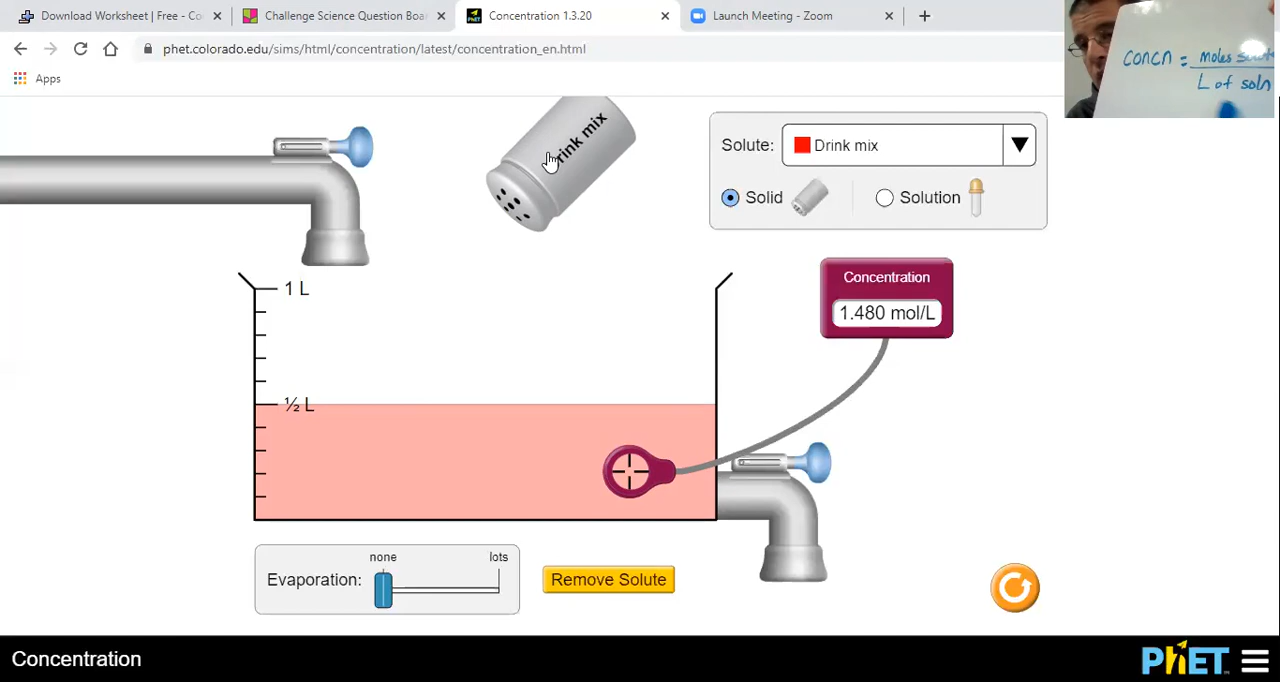 Download Worksheet | Free - Co
Challenge Science Question Boa
Concentration 1.3.20
Launch Meeting - Zoom
phet.colorado.edu/sims/html/concentration/latest/concentration_en.html
Apps
concn = moles
L of soln
Drink mix
Solute: Drink mix
Solid Solution
Concentration
1.480 mol/L
1 L
½ L
none lots
Evaporation:
Remove Solute
Concentration
PhET